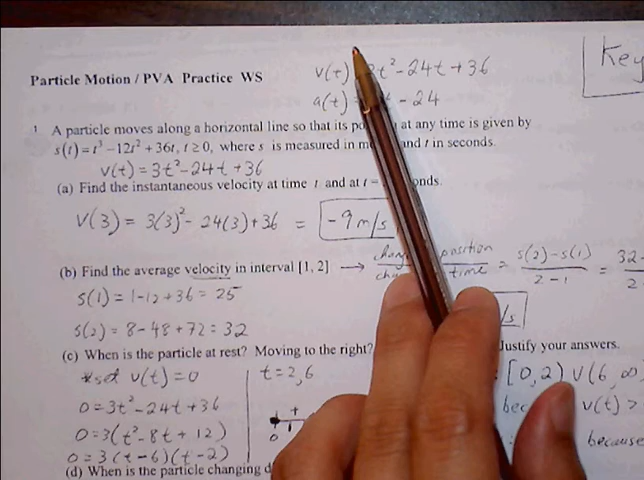 Key
v(t) 3t² - 24t + 36
Particle Motion / PVA Practice WS
a(t) = t - 24
1 A particle moves along a horizontal line so that its at any time is given by
s(t) = t³ - 12t² + 36t, t ≥ 0, where s is measured in and t in seconds.
v(t) = 3t² - 24t + 36
(a) Find the instantaneous velocity at time t and at t =
V(3) = 3(3)² - 24(3) + 36 = -9 m/s
(b) Find the average velocity in interval [1, 2] → position / time = s(2) - s(1) / 2 - 1 = 32-
s(1) = 1 - 12 + 36 = 25
s(2) = 8 - 48 + 72 = 32
(c) When is the particle at rest? Moving to the right? Justify your answers.
*set v(t) = 0 t = 2, 6 [0, 2) ∪ (6, ∞
0 = 3t² - 24t + 36 v(t) >
0 = 3(t² - 8t + 12) + 0 because
0 = 3(t - 6)(t - 2)
(d) When is the particle changing